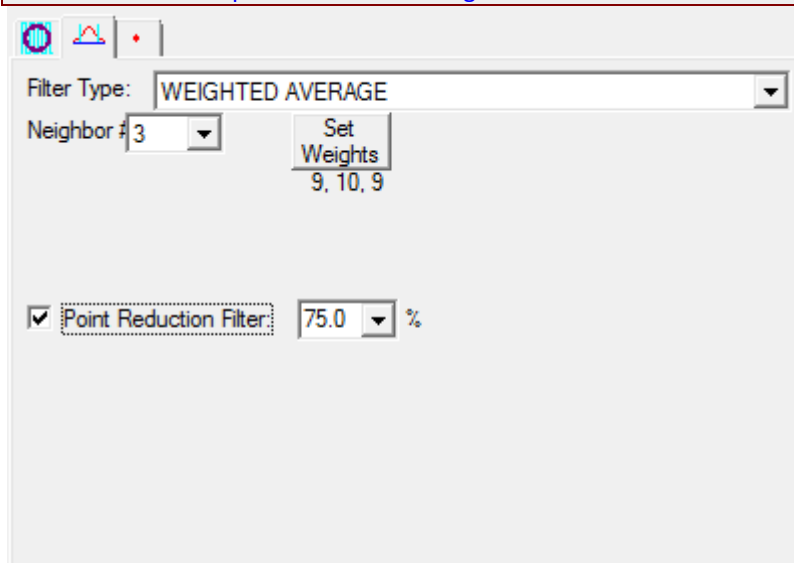 Filter Type: WEIGHTED AVERAGE
Neighbor # 3 Set
Weights
9, 10, 9
Point Reduction Filter: 75.0 %